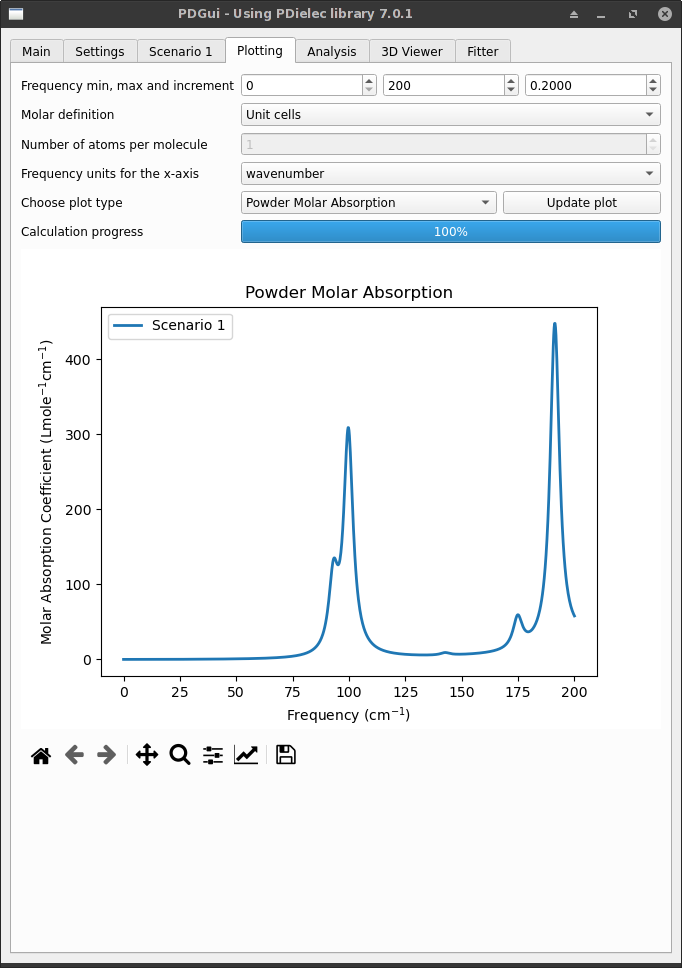 PDGui - Using PDielec library 7.0.1
Main Settings Scenario 1 Plotting Analysis 3D Viewer Fitter
Frequency min, max and increment 0 200 0.2000
Molar definition Unit cells
Number of atoms per molecule 1
Frequency units for the x-axis wavenumber
Choose plot type Powder Molar Absorption Update plot
Calculation progress 100%
Powder Molar Absorption
Scenario 1
Molar Absorption Coefficient (Lmole⁻¹cm⁻¹)
400
300
200
100
0
0 25 50 75 100 125 150 175 200
Frequency (cm⁻¹)